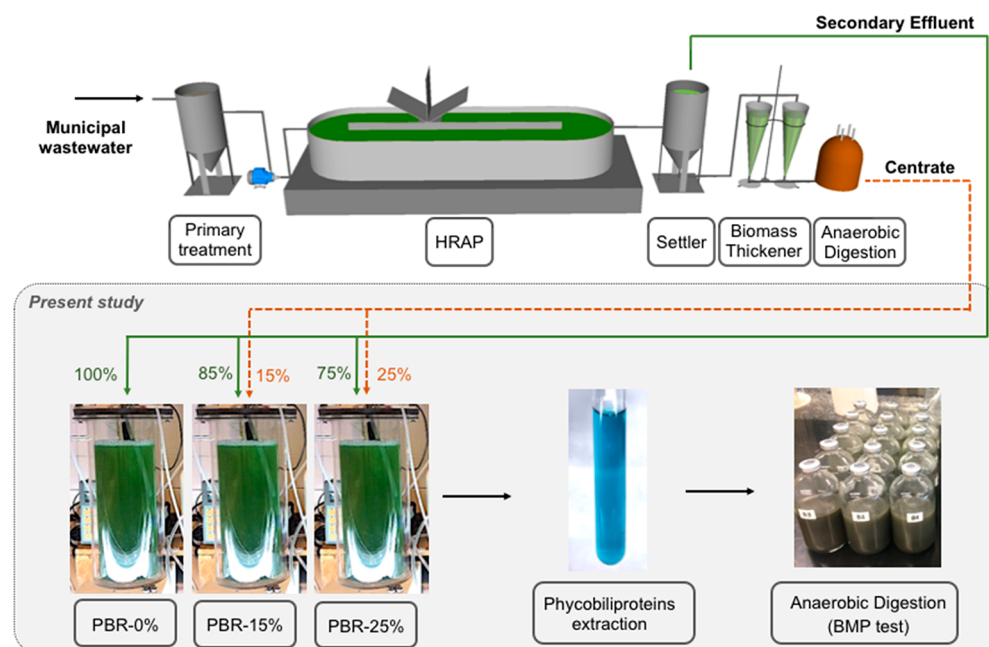 Secondary Effluent
Municipal
wastewater
Centrate
Primary
treatment
HRAP
Settler
Biomass
Thickener
Anaerobic
Digestion
Present study
100%
85%
15%
75%
25%
PBR-0%
PBR-15%
PBR-25%
Phycobiliproteins
extraction
Anaerobic Digestion
(BMP test)